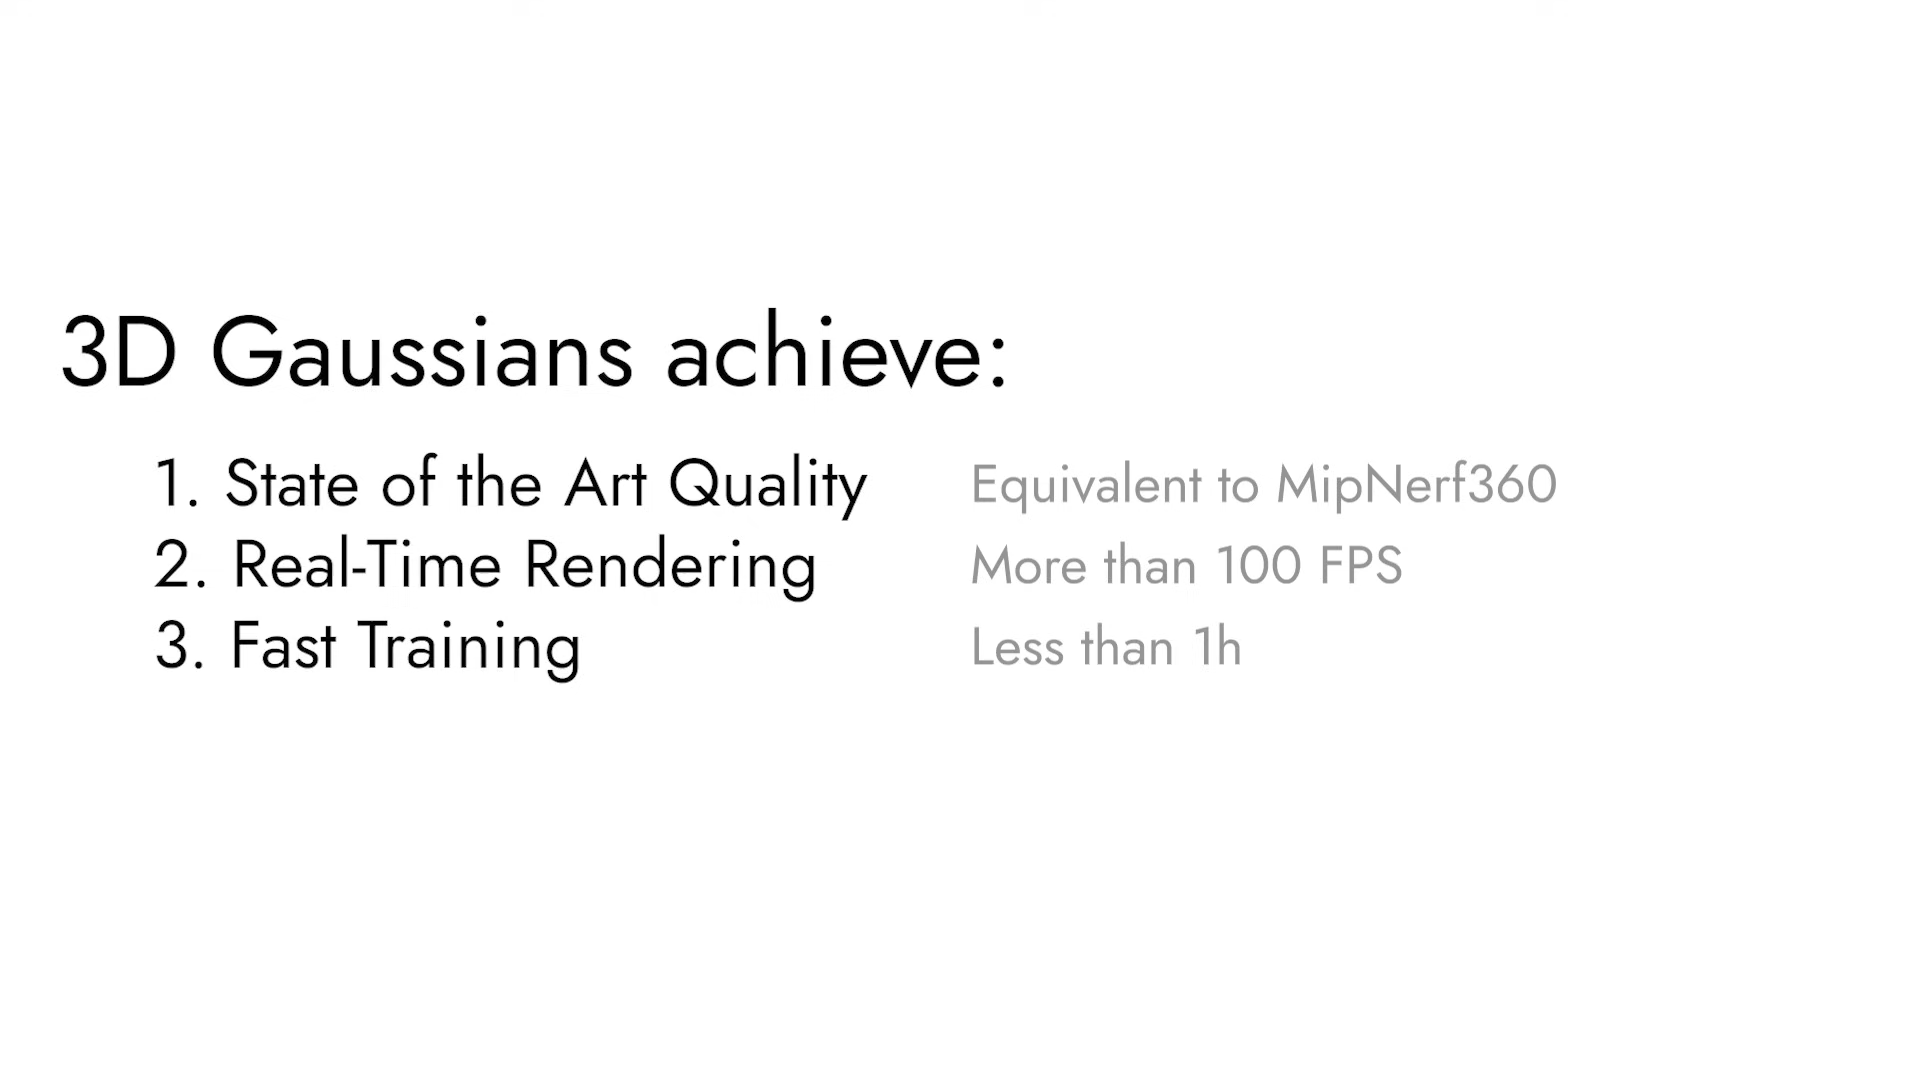 3D Gaussians achieve:
1. State of the Art Quality Equivalent to MipNerf360
2. Real-Time Rendering More than 100 FPS
3. Fast Training Less than 1h